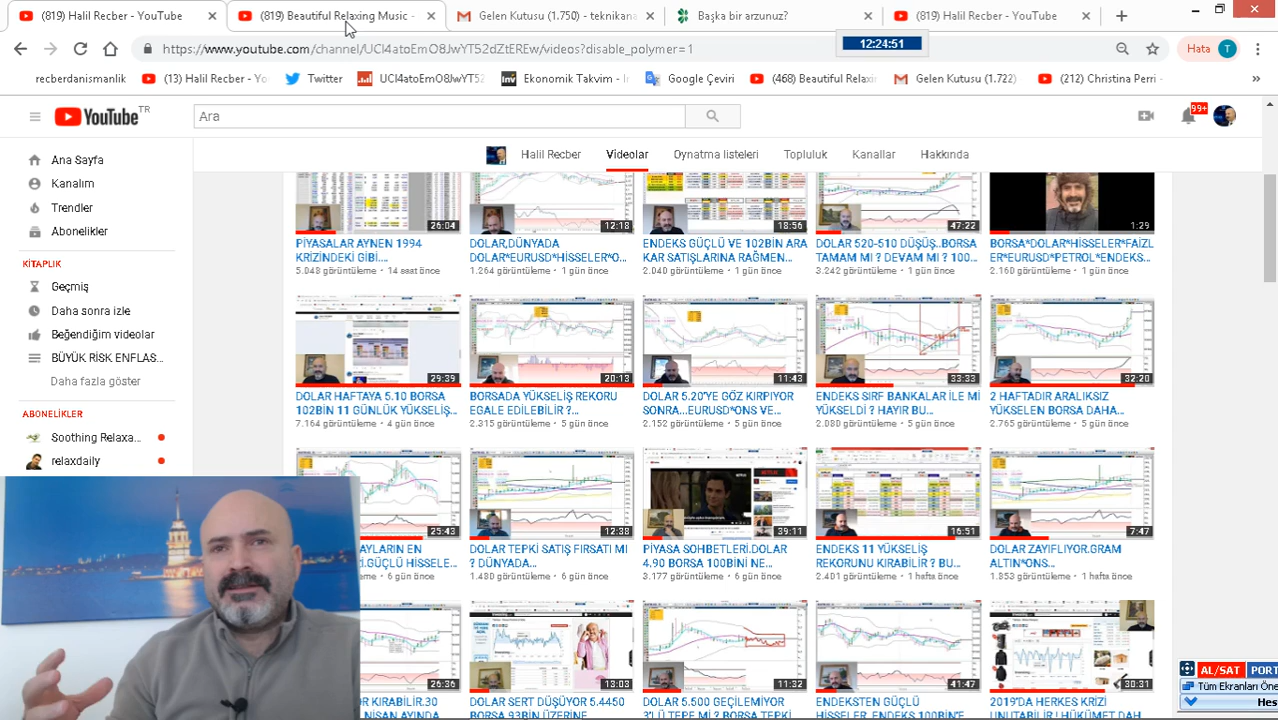 (819) Halil Recber - YouTube
(819) Beautiful Relaxing Music -
Gelen Kutusu (1.750) - teknikana
Başka bir arzunuz?
(819) Halil Recber - YouTube
https://www.youtube.com/channel/
12:24:51
Hata
T
recberdanismanlik
(13) Halil Recber - Yo
Twitter
Ekonomik Takvim - In
Google Çeviri
(468) Beautiful Relaxi
Gelen Kutusu (1.722)
(212) Christina Perri -
YouTube TR
Ara
99+
Ana Sayfa
Kanalım
Trendler
Abonelikler
KİTAPLIK
Geçmiş
Daha sonra izle
Beğendiğim videolar
BÜYÜK RİSK ENFLAS...
Daha fazla göster
ABONELİKLER
Soothing Relaxa...
relaxdaily
Halil Recber
Videolar
Oynatma listeleri
Topluluk
Kanallar
Hakkında
26:04
12:18
18:56
47:22
1:29
PİYASALAR AYNEN 1994
KRİZİNDEKİ GİBİ....
5.048 görüntüleme • 14 saat önce
DOLAR,DÜNYADA
DOLAR*EURUSD*HİSSELER*O...
1.264 görüntüleme • 1 gün önce
ENDEKS GÜÇLÜ VE 102BİN ARA
KAR SATIŞLARINA RAĞMEN...
2.040 görüntüleme • 1 gün önce
DOLAR 520-510 DÜŞÜŞ..BORSA
TAMAM MI ? DEVAM MI ? 100...
3.242 görüntüleme • 1 gün önce
BORSA*DOLAR*HİSSELER*FAİZL
ER*EURUSD*PETROL*ENDEKS...
2.160 görüntüleme • 1 gün önce
29:39
20:13
11:43
33:33
32:20
DOLAR HAFTAYA 5.10 BORSA
102BİN 11 GÜNLÜK YÜKSELİŞ...
7.164 görüntüleme • 4 gün önce
BORSADA YÜKSELİŞ REKORU
EGALE EDİLEBİLİR ?...
2.315 görüntüleme • 5 gün önce
DOLAR 5.20'YE GÖZ KIRPIYOR
SONRA...EURUSD*ONS VE...
2.152 görüntüleme • 5 gün önce
ENDEKS SIRF BANKALAR İLE Mİ
YÜKSELDİ ? HAYIR BU...
2.080 görüntüleme • 5 gün önce
2 HAFTADIR ARALIKSIZ
YÜKSELEN BORSA DAHA...
2.765 görüntüleme • 5 gün önce
25:43
12:38
39:11
16:51
7:47
AYLARIN EN
.GÜÇLÜ HİSSELE...
görüntüleme • 6 gün önce
DOLAR TEPKİ SATIŞ FIRSATI MI
? DÜNYADA...
1.480 görüntüleme • 6 gün önce
PİYASA SOHBETLERİ.DOLAR
4.90 BORSA 100BİNİ NE...
3.177 görüntüleme • 6 gün önce
ENDEKS 11 YÜKSELİŞ
REKORUNU KIRABİLİR ? BU...
2.401 görüntüleme • 1 hafta önce
DOLAR ZAYIFLIYOR.GRAM
ALTIN*ONS...
1.853 görüntüleme • 1 hafta önce
26:36
13:03
11:32
41:47
30:31
OR KIRABİLİR.30
NİSAN AYINDA
DOLAR SERT DÜŞÜYOR 5.4450
BORSA 93BİN ÜZERİNE
DOLAR 5.500 GEÇİLEMİYOR
3'LÜ TEPE Mİ ? BORSA TEPKİ
ENDEKSTEN GÜÇLÜ
HİSSELER. ENDEKS 100BİN'E
2019'DA HERKES KRİZİ
UNUTABİLİR ! HÜKÜMET DAH
AL/SAT
PORT
Tüm Ekranları Öne
Hes